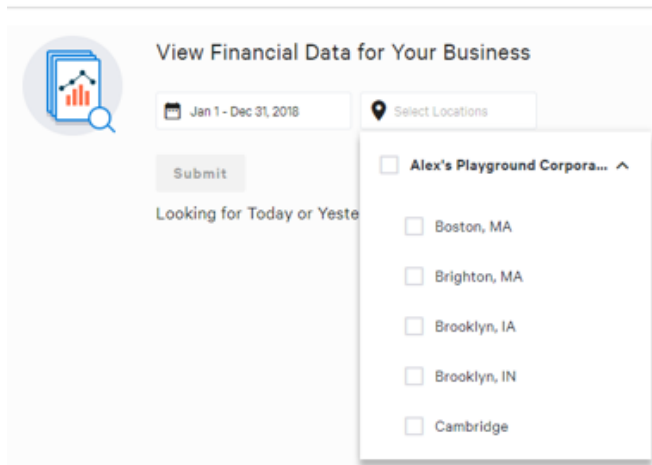 View Financial Data for Your Business
Jan 1 - Dec 31, 2018
Select Locations
Submit
Alex's Playground Corpora...
Looking for Today or Yeste
Boston, MA
Brighton, MA
Brooklyn, IA
Brooklyn, IN
Cambridge